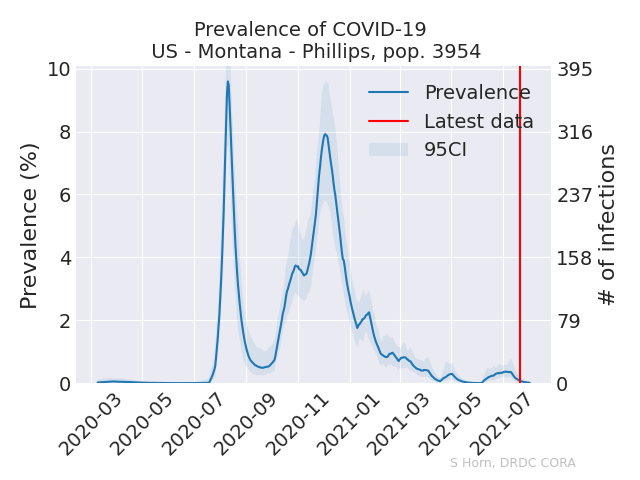 Prevalence of COVID-19
US - Montana - Phillips, pop. 3954
Prevalence (%)
10
8
6
4
2
0
395
316
237
158
79
0
# of infections
Prevalence
Latest data
95CI
2020-03
2020-05
2020-07
2020-09
2020-11
2021-01
2021-03
2021-05
2021-07
S Horn, DRDC CORA